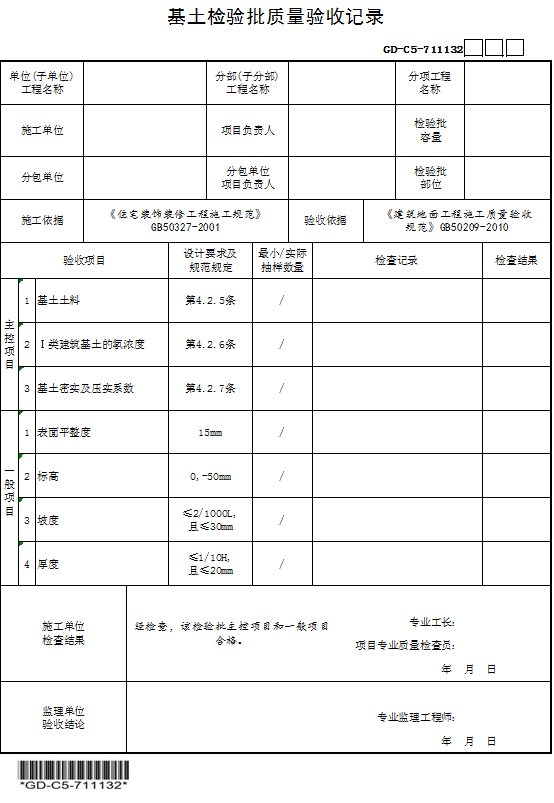 基土检验批质量验收记录
GD-C5-711132
单位(子单位)
工程名称
分部(子分部)
工程名称
分项工程
名称
施工单位
项目负责人
检验批
容量
分包单位
分包单位
项目负责人
检验批
部位
施工依据
《住宅装饰装修工程施工规范》
GB50327-2001
验收依据
《建筑地面工程施工质量验收
规范》GB50209-2010
验收项目
设计要求及
规范规定
最小/实际
抽样数量
检查记录
检查结果
主控项目
1 基土土料 第4.2.5条 /
2 Ⅰ类建筑基土的氡浓度 第4.2.6条 /
3 基土密实及压实系数 第4.2.7条 /
一般项目
1 表面平整度 15mm /
2 标高 0,-50mm /
3 坡度 ≤2/1000L,
且≤30mm /
4 厚度 ≤1/10H,
且≤20mm /
施工单位
检查结果
经检查，该检验批主控项目和一般项目
合格。
专业工长：
项目专业质量检查员：
年 月 日
监理单位
验收结论
专业监理工程师：
年 月 日
*GD-C5-711132*